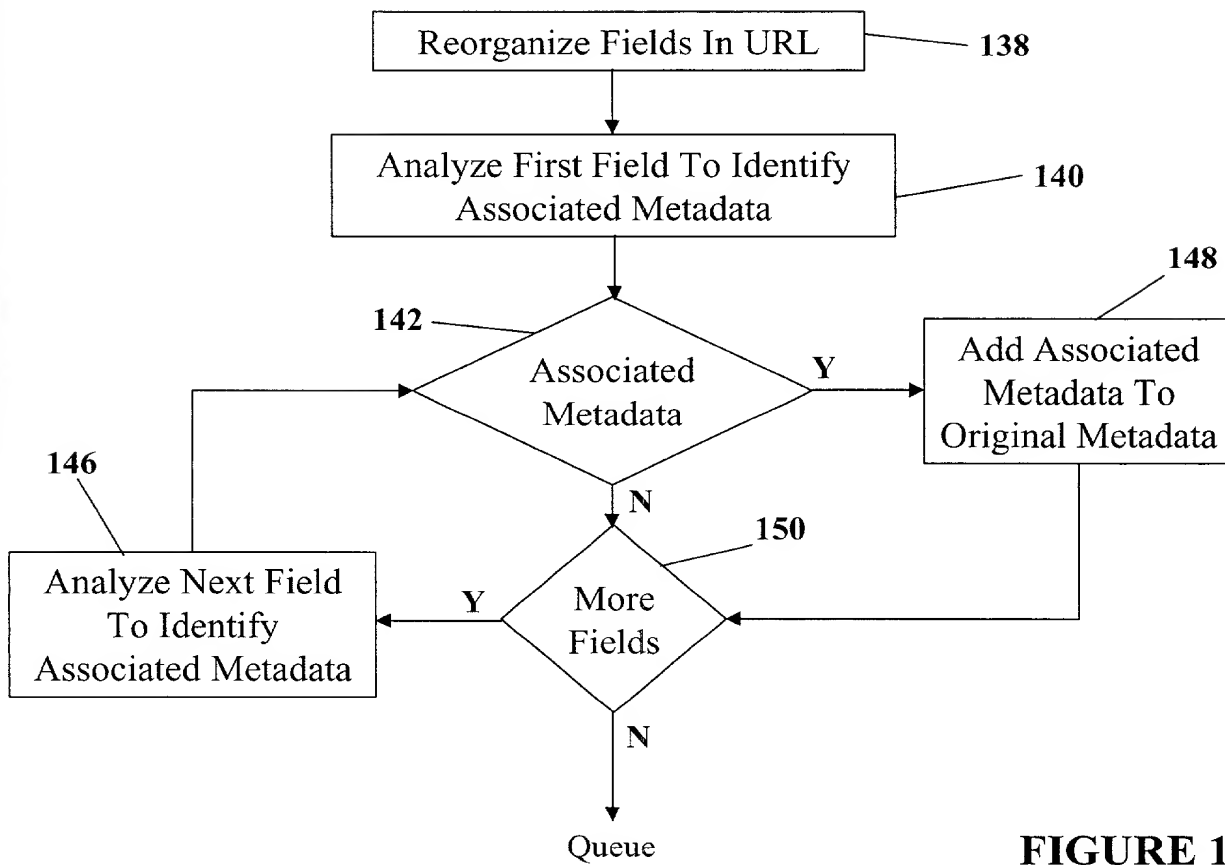 Reorganize Fields In URL
138
Analyze First Field To Identify
Associated Metadata
140
142
Associated
Metadata
Y
148
Add Associated
Metadata To
Original Metadata
N
146
Analyze Next Field
To Identify
Associated Metadata
Y
150
More
Fields
N
Queue
FIGURE 1